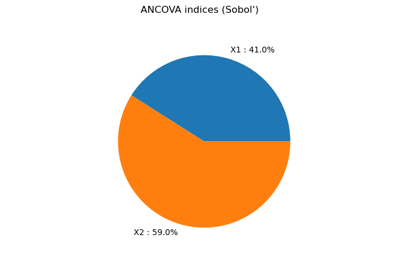 ANCOVA indices (Sobol')
X1 : 41.0%
X2 : 59.0%